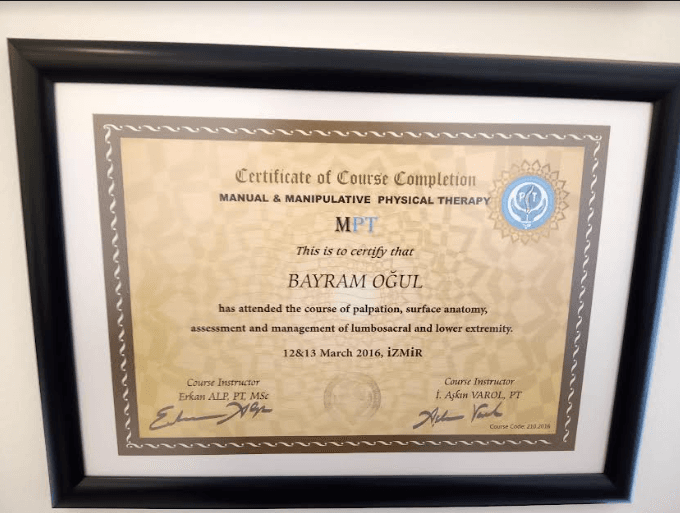 Certificate of Course Completion
MANUAL & MANIPULATIVE PHYSICAL THERAPY
MPT
P T
This is to certify that
BAYRAM OĞUL
has attended the course of palpation, surface anatomy,
assessment and management of lumbosacral and lower extremity.
12&13 March 2016, İZMİR
Course Instructor
Erkan ALP, PT, MSc
Course Instructor
İ. Aşkın VAROL, PT
Course Code: